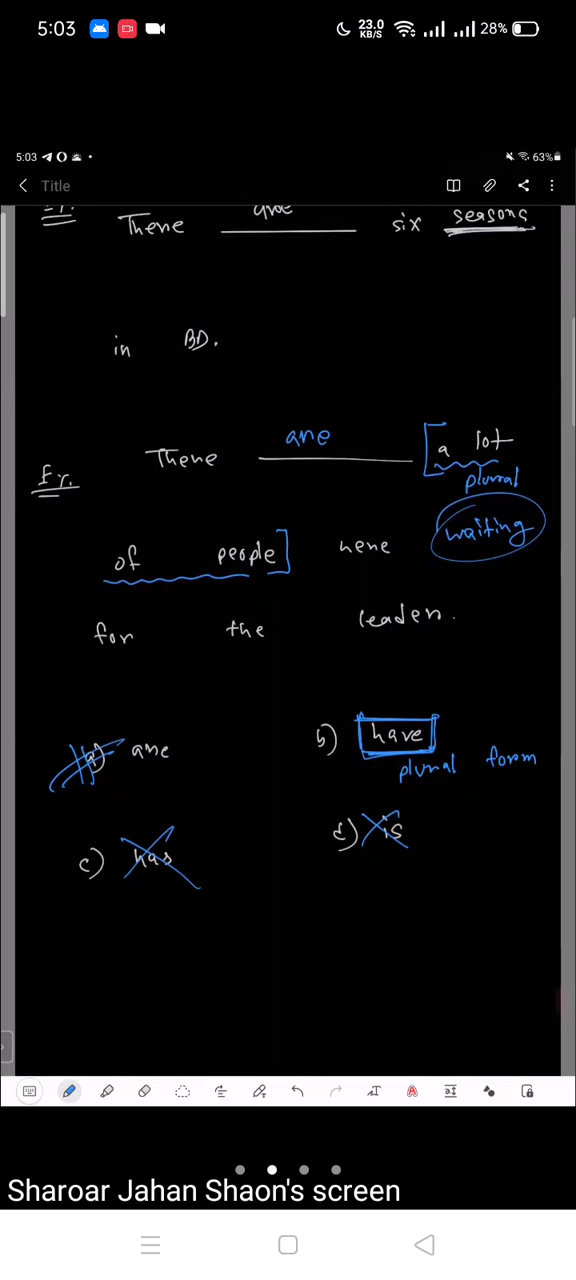 5:03 23.0 KB/S 28%
5:03 63%
Title
Ex. There are six seasons
in BD.
Ex. There are [a lot
plural
of people] here waiting
for the leader.
a) are b) have
plural form
c) has d) is
Sharoar Jahan Shaon's screen